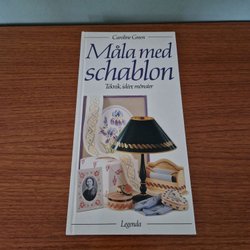 Caroline Green
Måla med
schablon
Teknik, idéer, mönster
Legenda